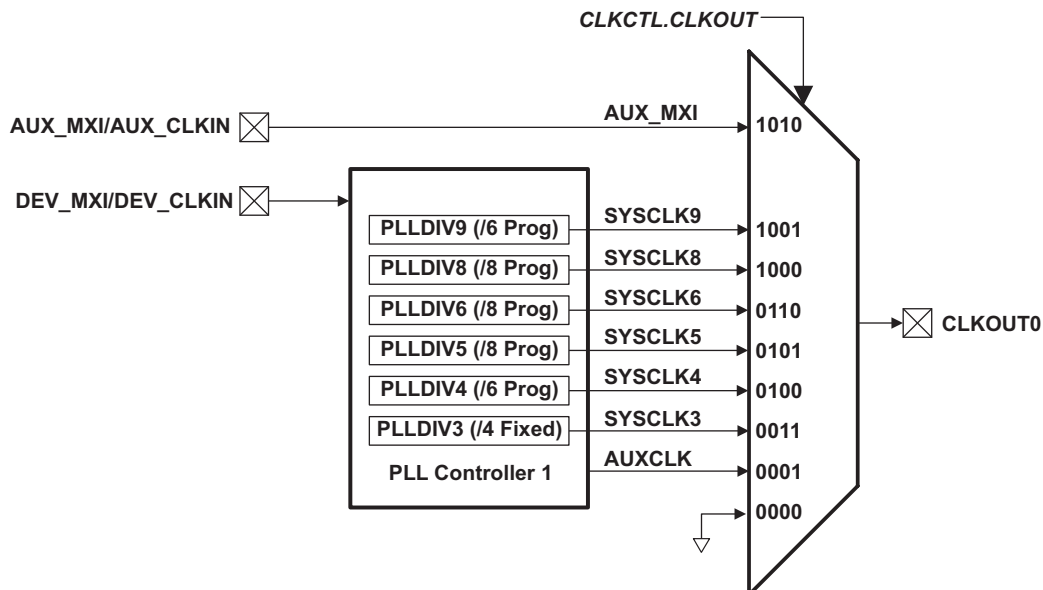 CLKCTL.CLKOUT
AUX_MXI/AUX_CLKIN
AUX_MXI
1010
DEV_MXI/DEV_CLKIN
PLLDIV9 (/6 Prog)
SYSCLK9
1001
PLLDIV8 (/8 Prog)
SYSCLK8
1000
PLLDIV6 (/8 Prog)
SYSCLK6
0110
PLLDIV5 (/8 Prog)
SYSCLK5
0101
PLLDIV4 (/6 Prog)
SYSCLK4
0100
PLLDIV3 (/4 Fixed)
SYSCLK3
0011
PLL Controller 1
AUXCLK
0001
0000
CLKOUT0